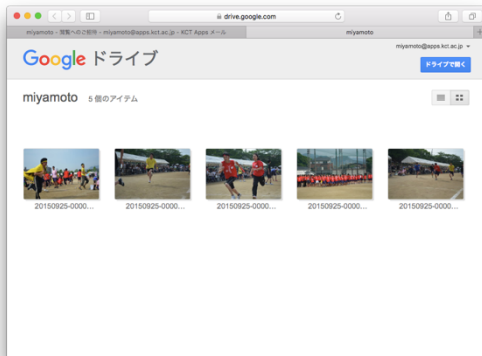 drive.google.com
miyamoto - 閲覧へのご招待 - miyamoto@apps.kct.ac.jp - KCT Apps メール
miyamoto
miyamoto@apps.kct.ac.jp
Google ドライブ
ドライブで開く
miyamoto 5 個のアイテム
20150925-0000... 20150925-0000... 20150925-0000... 20150925-0000... 20150925-0000...